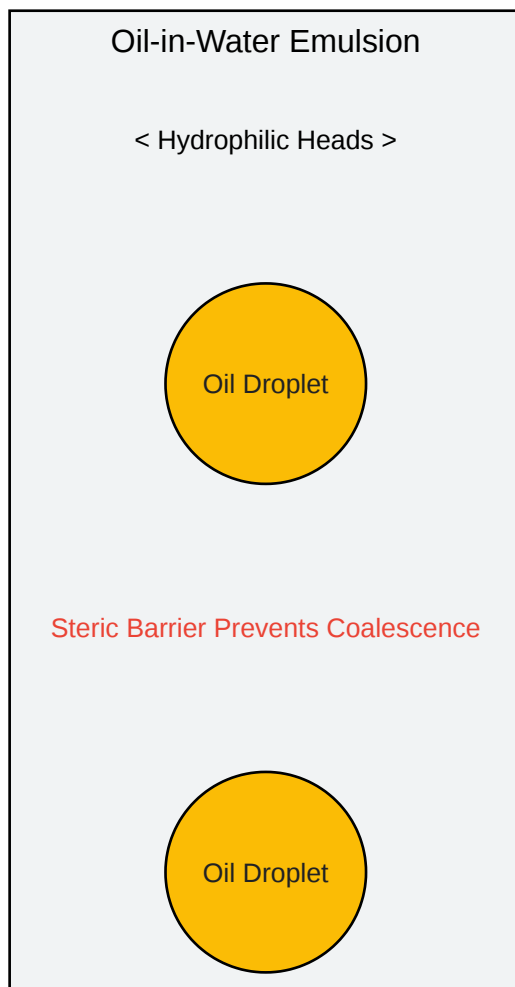 Oil-in-Water Emulsion
< Hydrophilic Heads >
Oil Droplet
Steric Barrier Prevents Coalescence
Oil Droplet